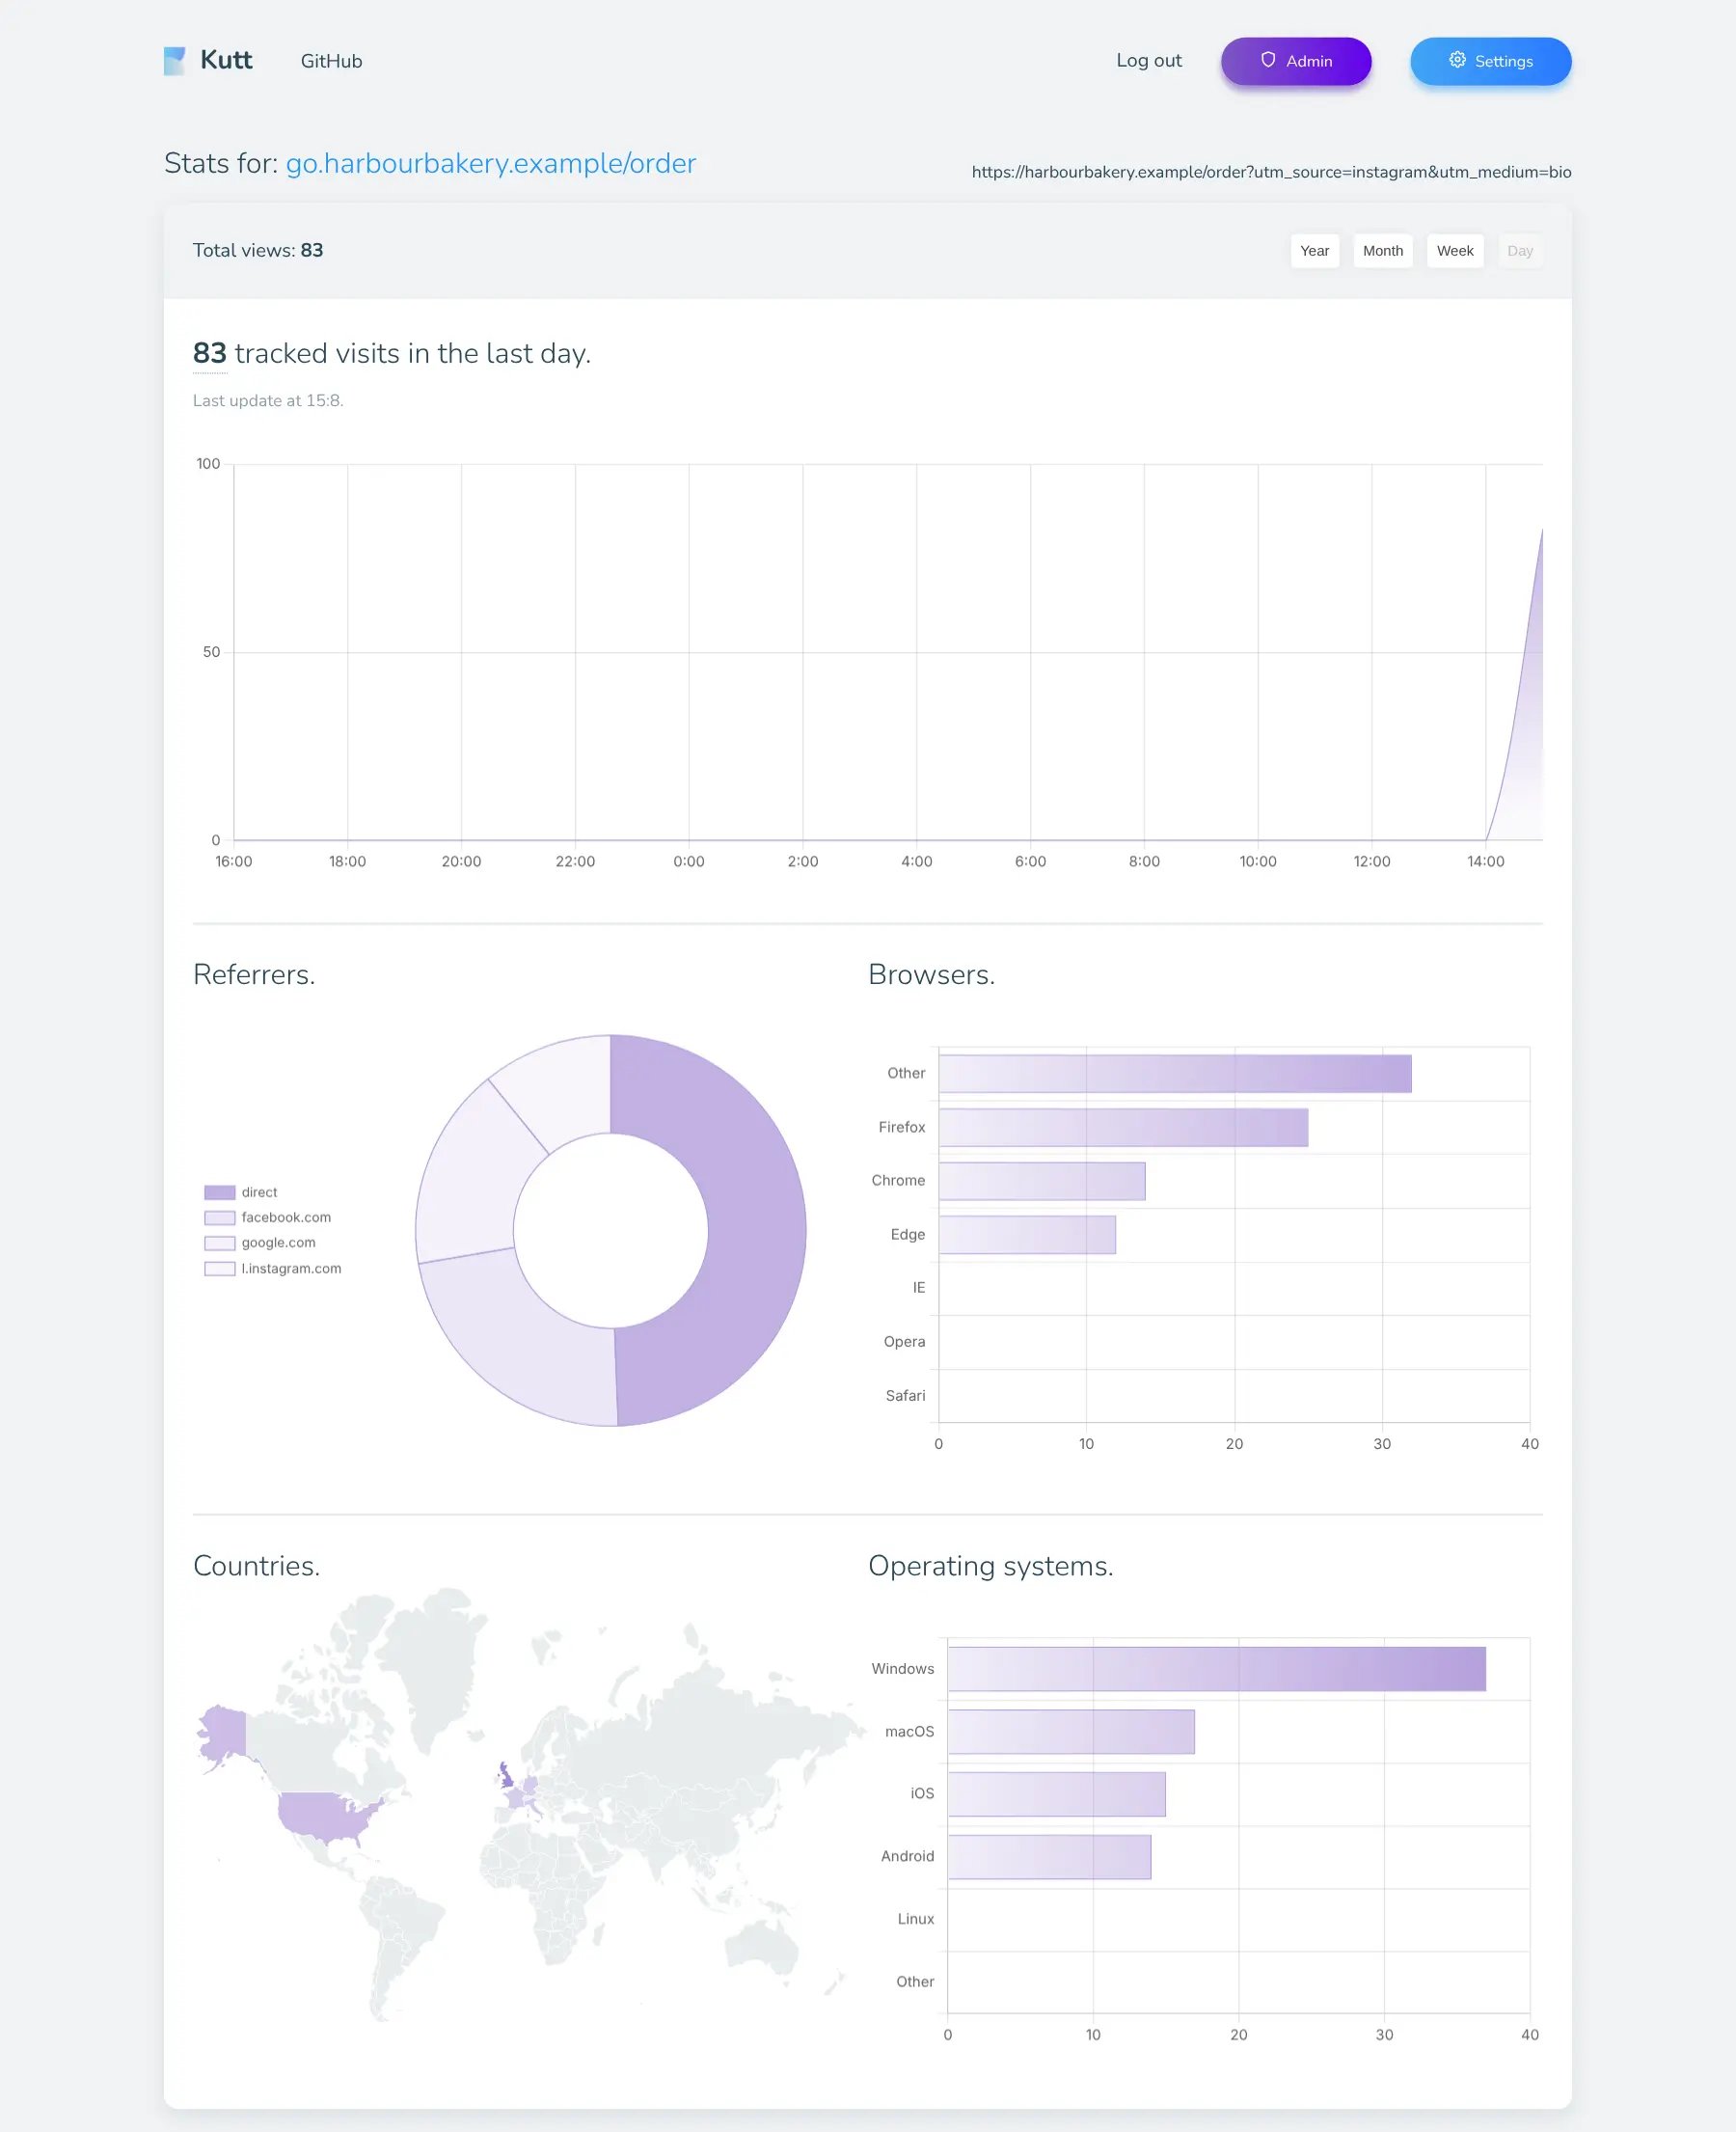 Kutt
GitHub
Log out
Admin
Settings
Stats for: go.harbourbakery.example/order
https://harbourbakery.example/order?utm_source=instagram&utm_medium=bio
Total views: 83
Year
Month
Week
Day
83 tracked visits in the last day.
Last update at 15:8.
100
50
0
16:00
18:00
20:00
22:00
0:00
2:00
4:00
6:00
8:00
10:00
12:00
14:00
Referrers.
direct
facebook.com
google.com
l.instagram.com
Browsers.
Other
Firefox
Chrome
Edge
IE
Opera
Safari
0
10
20
30
40
Countries.
Operating systems.
Windows
macOS
iOS
Android
Linux
Other
0
10
20
30
40